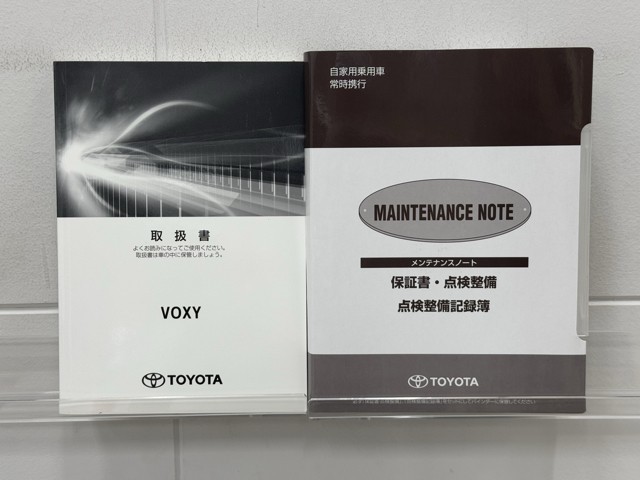 取扱書
よくお読みになってご使用ください。
取扱書は車の中に保管しましょう。
VOXY
TOYOTA
自家用乗用車
常時携行
MAINTENANCE NOTE
メンテナンスノート
保証書・点検整備
点検整備記録簿
TOYOTA